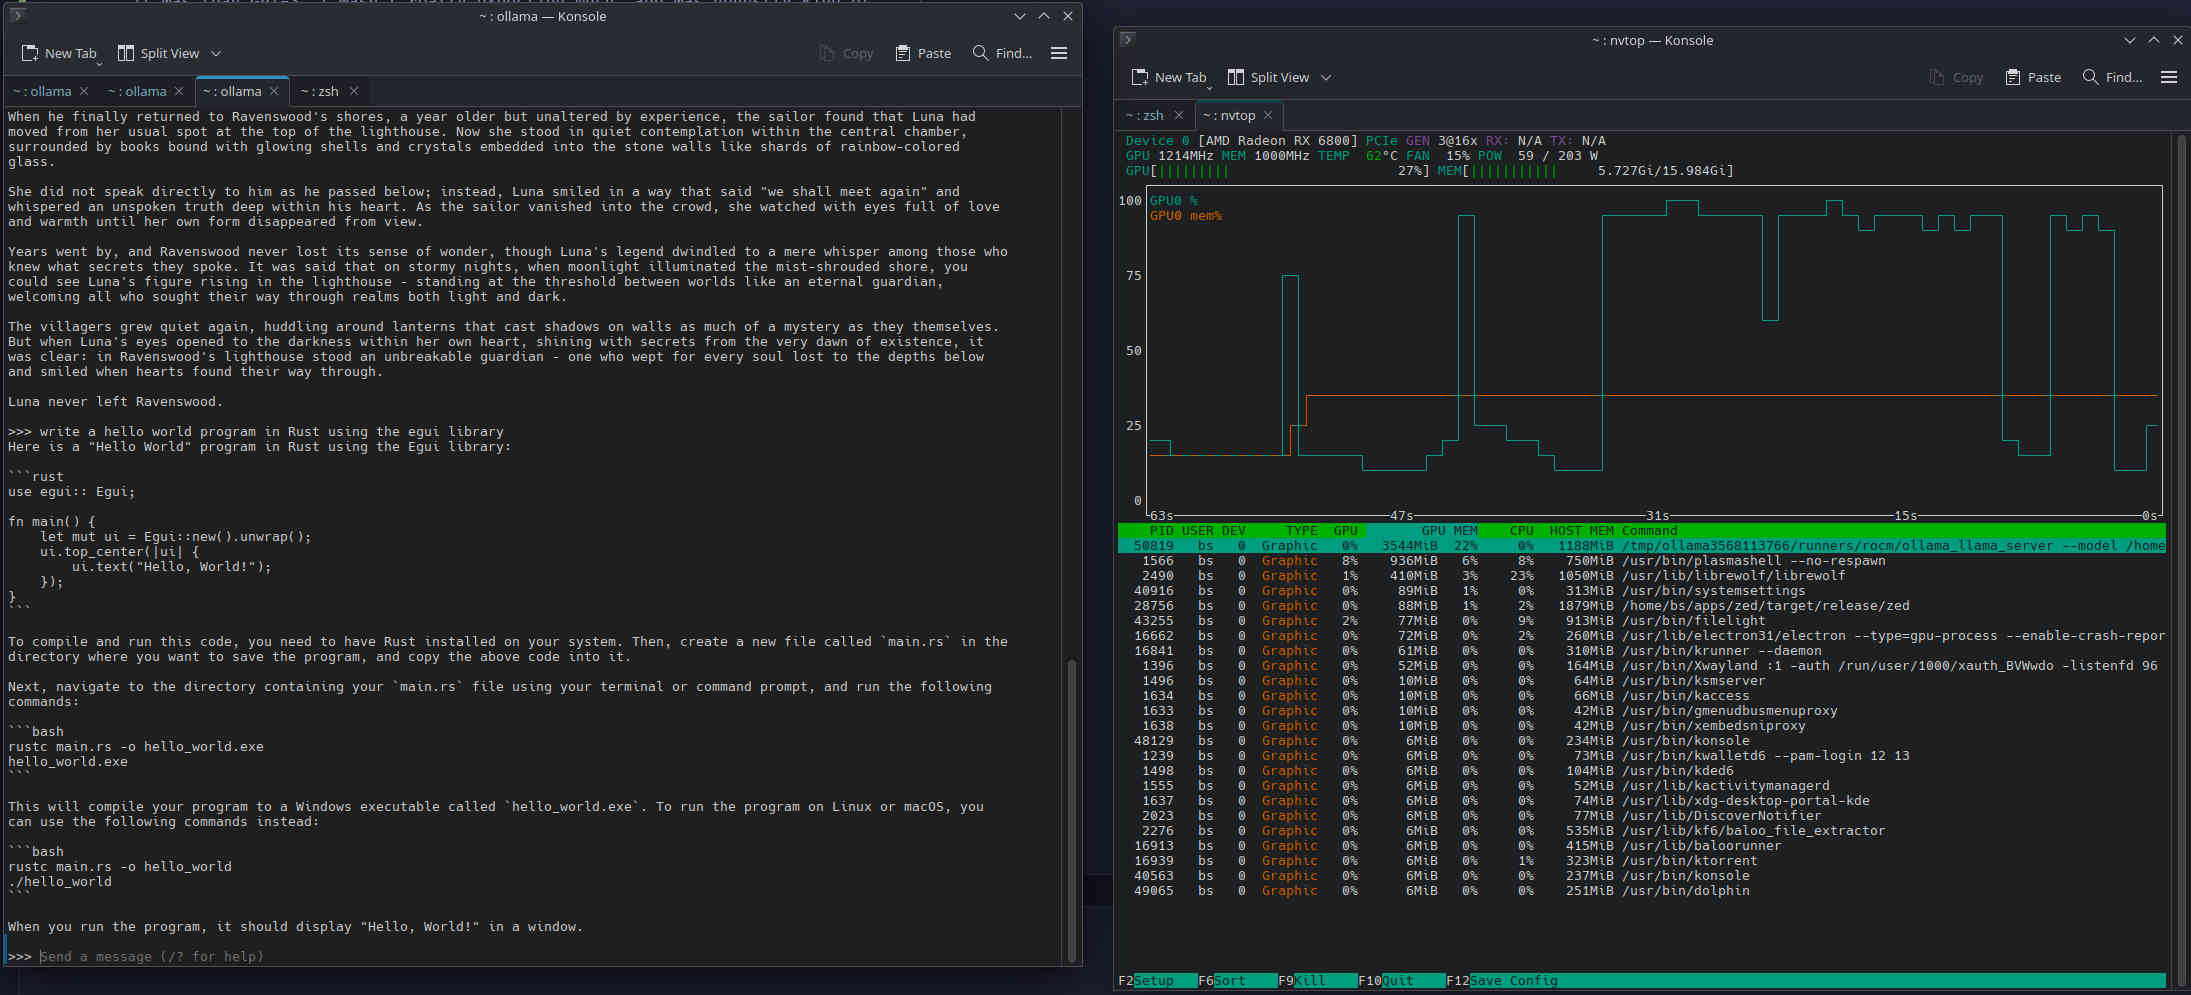 ~ : ollama — Konsole
New Tab
Split View
Copy
Paste
Find...
~ : ollama
~ : ollama
~ : ollama
~ : zsh
When he finally returned to Ravenswood's shores, a year older but unaltered by experience, the sailor found that Luna had
moved from her usual spot at the top of the lighthouse. Now she stood in quiet contemplation within the central chamber,
surrounded by books bound with glowing shells and crystals embedded into the stone walls like shards of rainbow-colored
glass.
She did not speak directly to him as he passed below; instead, Luna smiled in a way that said "we shall meet again" and
whispered an unspoken truth deep within his heart. As the sailor vanished into the crowd, she watched with eyes full of love
and warmth until her own form disappeared from view.
Years went by, and Ravenswood never lost its sense of wonder, though Luna's legend dwindled to a mere whisper among those who
knew what secrets they spoke. It was said that on stormy nights, when moonlight illuminated the mist-shrouded shore, you
could see Luna's figure rising in the lighthouse - standing at the threshold between worlds like an eternal guardian,
welcoming all who sought their way through realms both light and dark.
The villagers grew quiet again, huddling around lanterns that cast shadows on walls as much of a mystery as they themselves.
But when Luna's eyes opened to the darkness within her own heart, shining with secrets from the very dawn of existence, it
was clear: in Ravenswood's lighthouse stood an unbreakable guardian - one who wept for every soul lost to the depths below
and smiled when hearts found their way through.
Luna never left Ravenswood.
>>> write a hello world program in Rust using the egui library
Here is a "Hello World" program in Rust using the Egui library:
```rust
use egui:: Egui;
fn main() {
    let mut ui = Egui::new().unwrap();
    ui.top_center(|ui| {
        ui.text("Hello, World!");
    });
}
```
To compile and run this code, you need to have Rust installed on your system. Then, create a new file called `main.rs` in the
directory where you want to save the program, and copy the above code into it.
Next, navigate to the directory containing your `main.rs` file using your terminal or command prompt, and run the following
commands:
```bash
rustc main.rs -o hello_world.exe
hello_world.exe
```
This will compile your program to a Windows executable called `hello_world.exe`. To run the program on Linux or macOS, you
can use the following commands instead:
```bash
rustc main.rs -o hello_world
./hello_world
```
When you run the program, it should display "Hello, World!" in a window.
>>> Send a message (/? for help)
~ : nvtop — Konsole
New Tab
Split View
Copy
Paste
Find...
~ : zsh
~ : nvtop
Device 0 [AMD Radeon RX 6800] PCIe GEN 3@16x RX: N/A TX: N/A
GPU 1214MHz MEM 1000MHz TEMP 62°C FAN 15% POW 59 / 203 W
GPU[||||||||| 27%] MEM[||||||||||| 5.727Gi/15.984Gi]
100
GPU0 %
GPU0 mem%
75
50
25
0
63s 47s 31s 15s 0s
PID USER DEV TYPE GPU GPU MEM CPU HOST MEM Command
50819 bs 0 Graphic 0% 3544MiB 22% 0% 1188MiB /tmp/ollama3568113766/runners/rocm/ollama_llama_server --model /home
1566 bs 0 Graphic 8% 936MiB 6% 8% 750MiB /usr/bin/plasmashell --no-respawn
2490 bs 0 Graphic 1% 410MiB 3% 23% 1050MiB /usr/lib/librewolf/librewolf
40916 bs 0 Graphic 0% 89MiB 1% 0% 313MiB /usr/bin/systemsettings
28756 bs 0 Graphic 0% 88MiB 1% 2% 1879MiB /home/bs/apps/zed/target/release/zed
43255 bs 0 Graphic 2% 77MiB 0% 9% 913MiB /usr/bin/filelight
16662 bs 0 Graphic 0% 72MiB 0% 2% 260MiB /usr/lib/electron31/electron --type=gpu-process --enable-crash-repor
16841 bs 0 Graphic 0% 61MiB 0% 0% 310MiB /usr/bin/krunner --daemon
1396 bs 0 Graphic 0% 52MiB 0% 0% 164MiB /usr/bin/Xwayland :1 -auth /run/user/1000/xauth_BVWwdo -listenfd 96
1496 bs 0 Graphic 0% 10MiB 0% 0% 64MiB /usr/bin/ksmserver
1634 bs 0 Graphic 0% 10MiB 0% 0% 66MiB /usr/bin/kaccess
1633 bs 0 Graphic 0% 10MiB 0% 0% 42MiB /usr/bin/gmenudbusmenuproxy
1638 bs 0 Graphic 0% 10MiB 0% 0% 42MiB /usr/bin/xembedsniproxy
48129 bs 0 Graphic 0% 6MiB 0% 0% 234MiB /usr/bin/konsole
1239 bs 0 Graphic 0% 6MiB 0% 0% 73MiB /usr/bin/kwalletd6 --pam-login 12 13
1498 bs 0 Graphic 0% 6MiB 0% 0% 104MiB /usr/bin/kded6
1555 bs 0 Graphic 0% 6MiB 0% 0% 52MiB /usr/lib/kactivitymanagerd
1637 bs 0 Graphic 0% 6MiB 0% 0% 74MiB /usr/lib/xdg-desktop-portal-kde
2023 bs 0 Graphic 0% 6MiB 0% 0% 77MiB /usr/lib/DiscoverNotifier
2276 bs 0 Graphic 0% 6MiB 0% 0% 535MiB /usr/lib/kf6/baloo_file_extractor
16913 bs 0 Graphic 0% 6MiB 0% 0% 415MiB /usr/lib/baloorunner
16939 bs 0 Graphic 0% 6MiB 0% 1% 323MiB /usr/bin/ktorrent
40563 bs 0 Graphic 0% 6MiB 0% 0% 237MiB /usr/bin/konsole
49065 bs 0 Graphic 0% 6MiB 0% 0% 251MiB /usr/bin/dolphin
F2Setup F6Sort F9Kill F10Quit F12Save Config